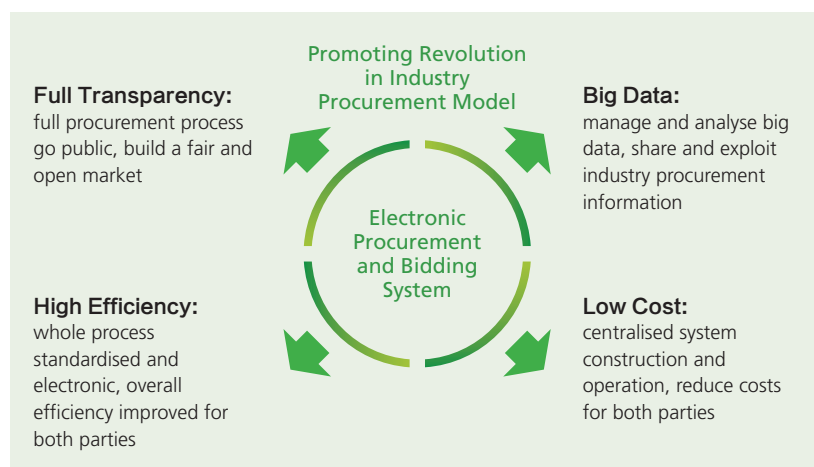 Promoting Revolution
in Industry
Procurement Model
Full Transparency:
full procurement process
go public, build a fair and
open market
Big Data:
manage and analyse big
data, share and exploit
industry procurement
information
Electronic
Procurement
and Bidding
System
High Efficiency:
whole process
standardised and
electronic, overall
efficiency improved for
both parties
Low Cost:
centralised system
construction and
operation, reduce costs
for both parties